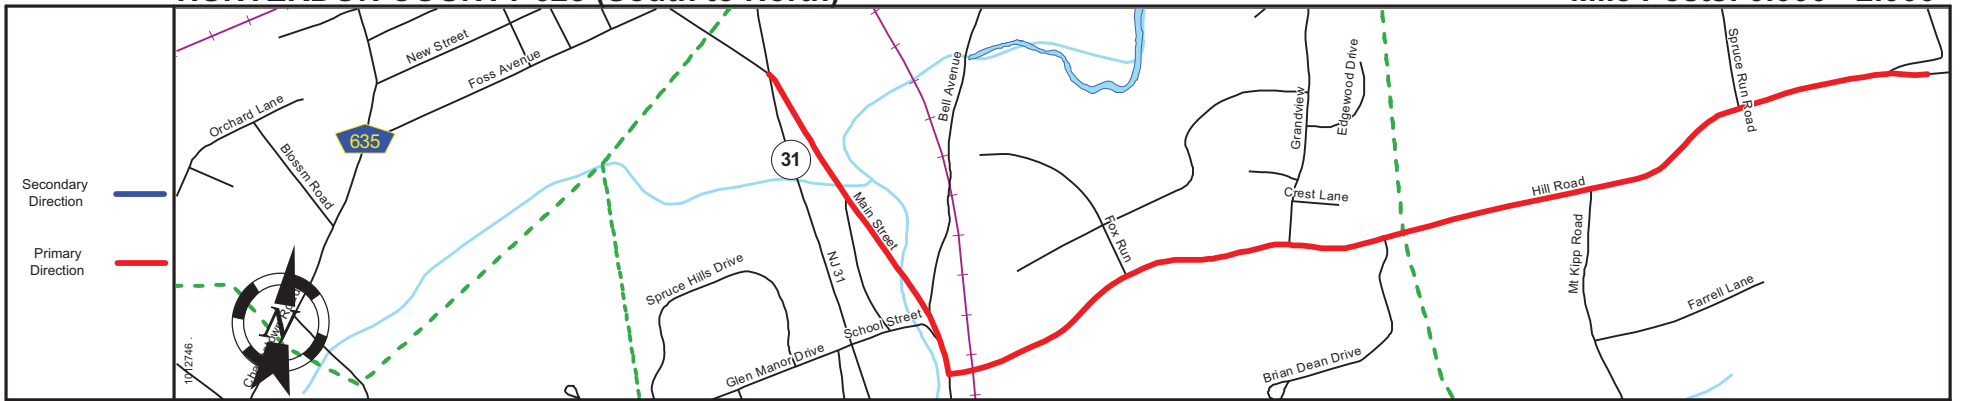 Secondary
Direction
Primary
Direction
New Street
Foss Avenue
Orchard Lane
Blossm Road
635
31
Main Street
NJ 31
Spruce Hills Drive
School Street
Glen Manor Drive
Bell Avenue
Fox Run
Grandview
Edgewood Drive
Crest Lane
Hill Road
Spruce Run Road
Mt Kipp Road
Farrell Lane
Brian Dean Drive
1012746 .
N